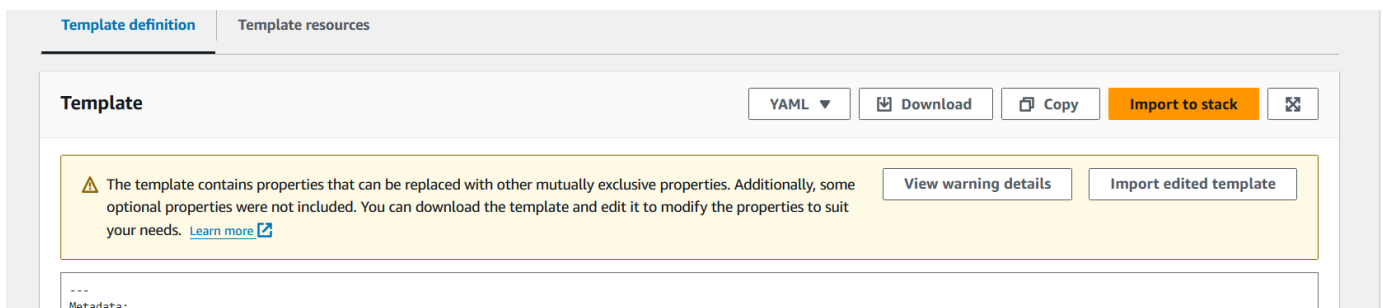 Template definition
Template resources
Template
YAML
Download
Copy
Import to stack
The template contains properties that can be replaced with other mutually exclusive properties. Additionally, some
optional properties were not included. You can download the template and edit it to modify the properties to suit
your needs. Learn more
View warning details
Import edited template
---
Metadata: